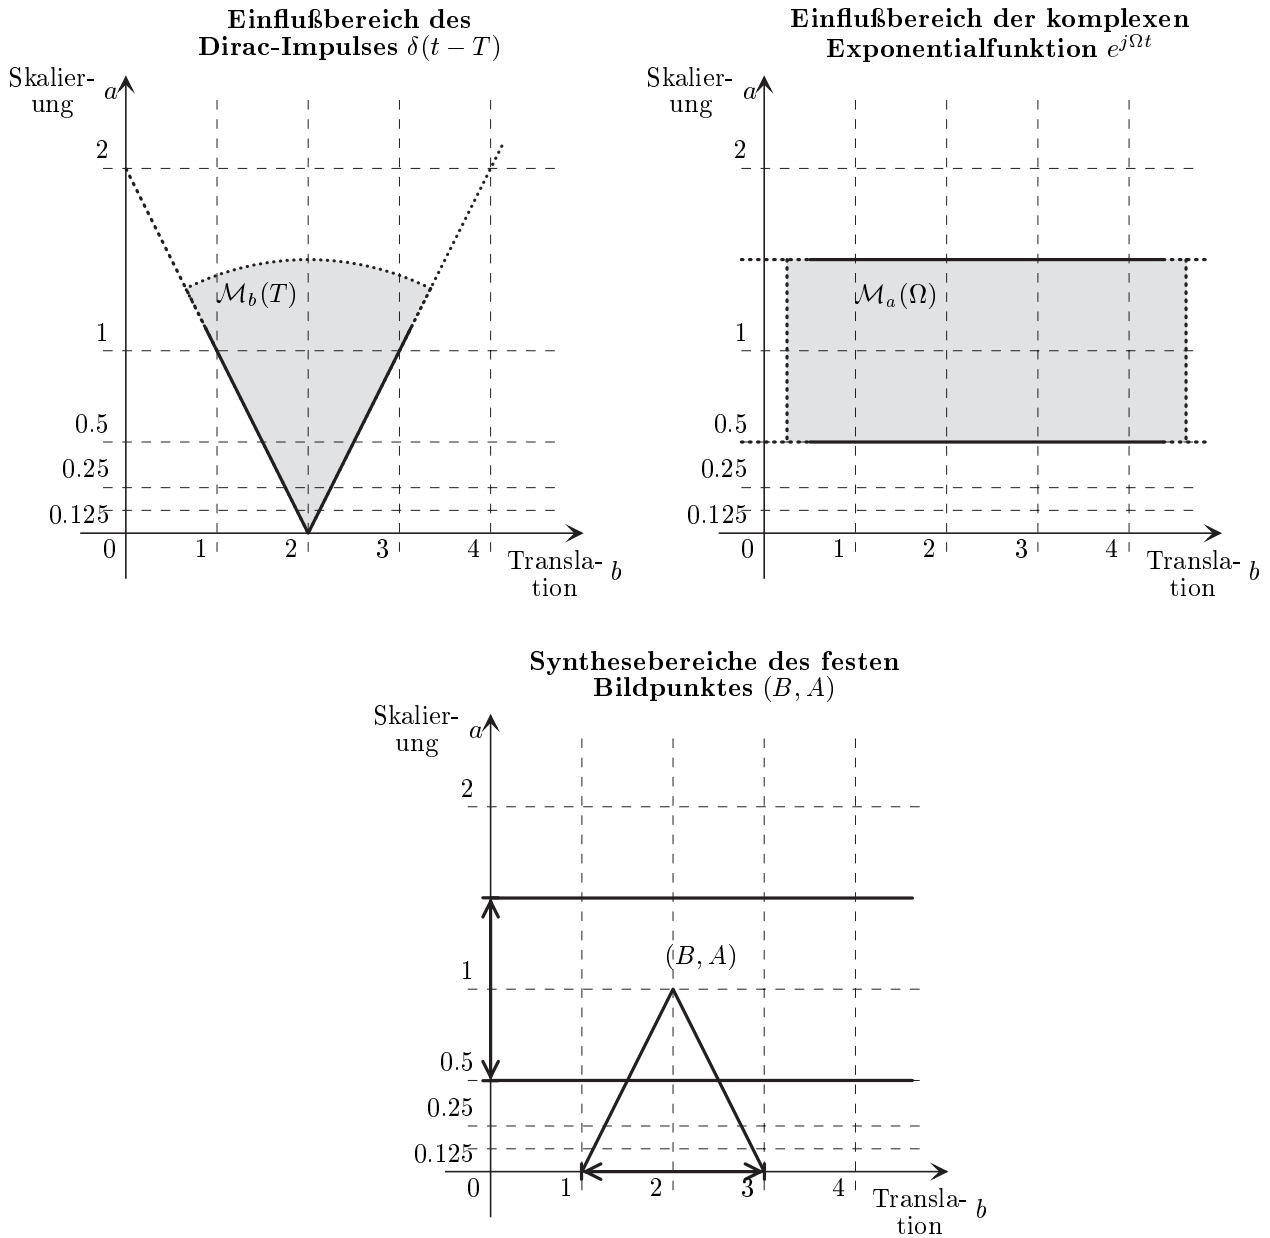 Einflußbereich des
Dirac-Impulses δ(t − T)
Skalier-
ung
a
2
1
0.5
0.25
0.125
0
1
2
3
4
Transla-
tion
b
M_b(T)
Einflußbereich der komplexen
Exponentialfunktion e^{jΩt}
Skalier-
ung
a
2
1
0.5
0.25
0.125
0
1
2
3
4
Transla-
tion
b
M_a(Ω)
Synthesebereiche des festen
Bildpunktes (B, A)
Skalier-
ung
a
2
(B, A)
1
0.5
0.25
0.125
0
1
2
3
4
Transla-
tion
b